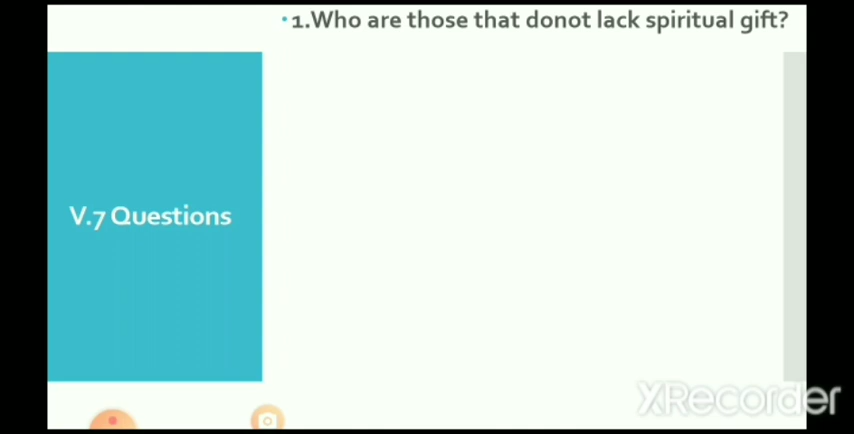 • 1.Who are those that donot lack spiritual gift?
V.7 Questions
XRecorder